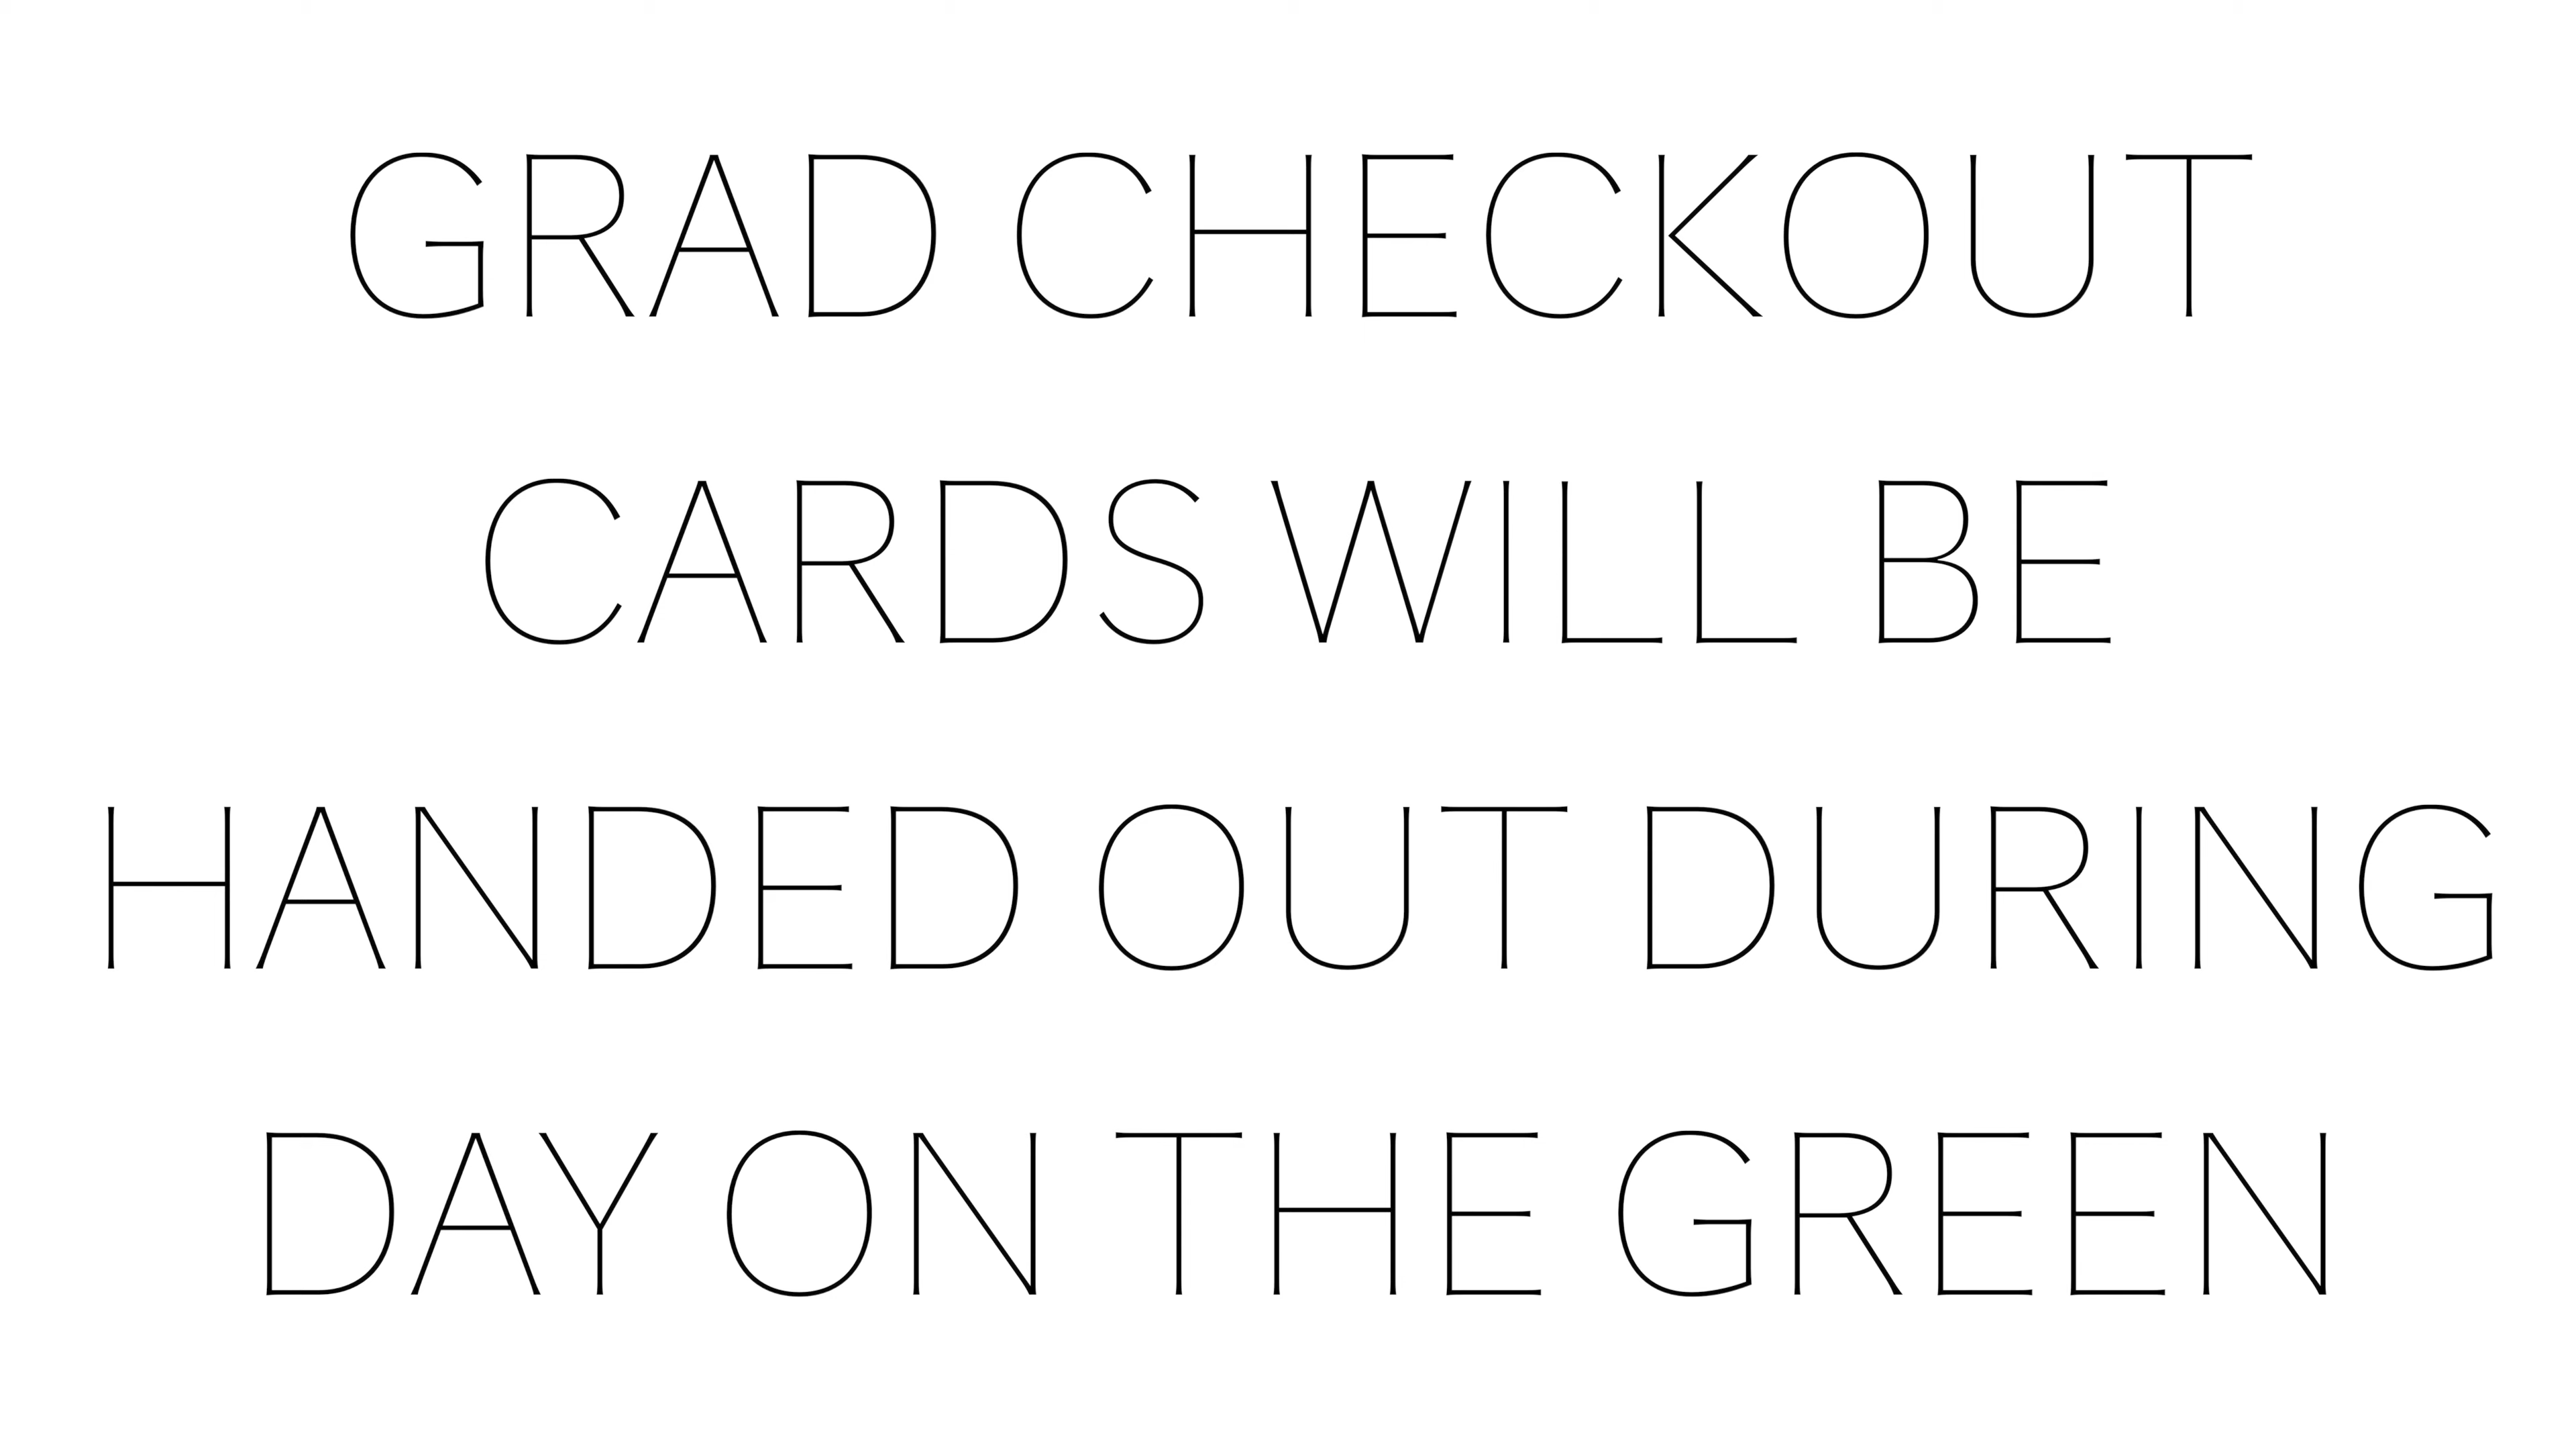 GRAD CHECKOUT
CARDS WILL BE
HANDED OUT DURING
DAY ON THE GREEN